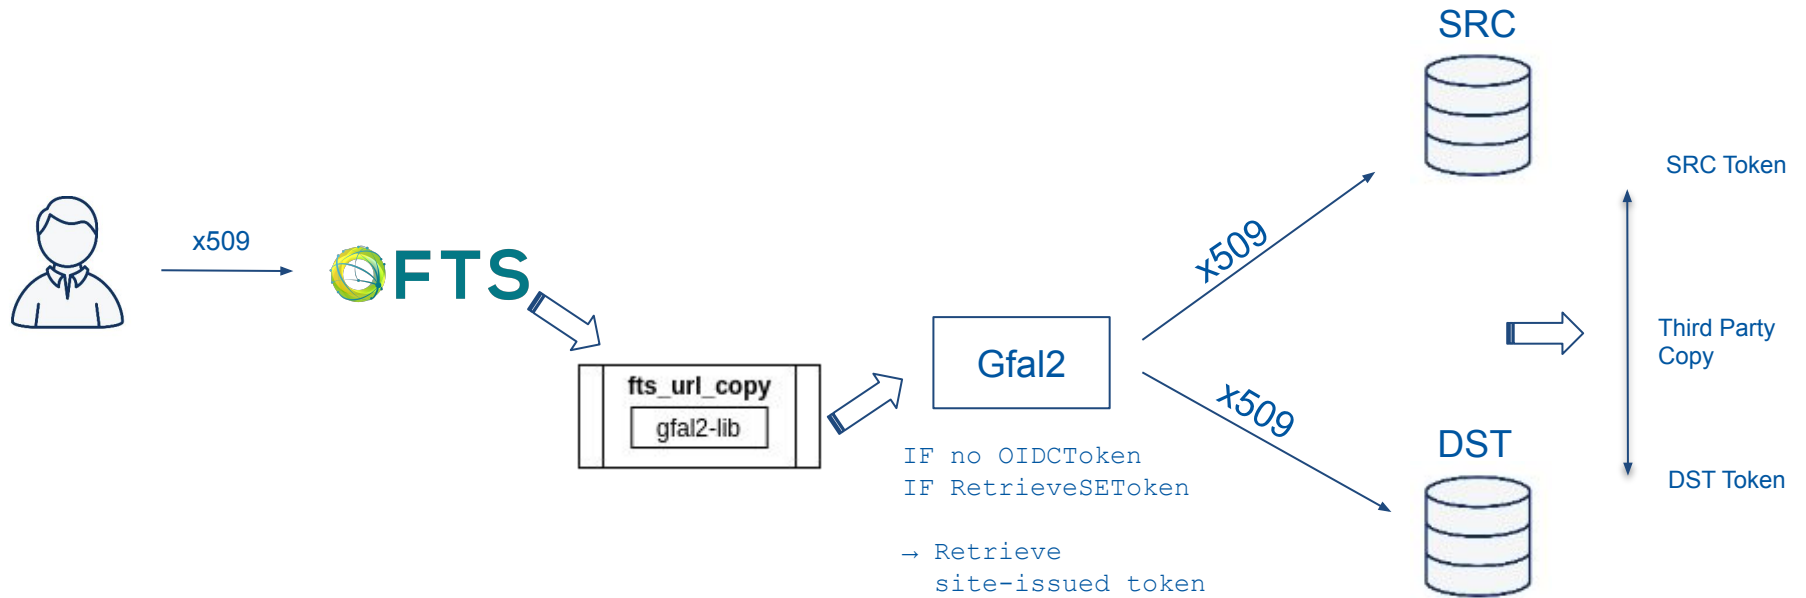 SRC
SRC Token
x509
x509
FTS
Third Party
Copy
Gfal2
fts_url_copy
gfal2-lib
x509
DST
IF no OIDCToken
IF RetrieveSEToken
DST Token
→ Retrieve
site-issued token